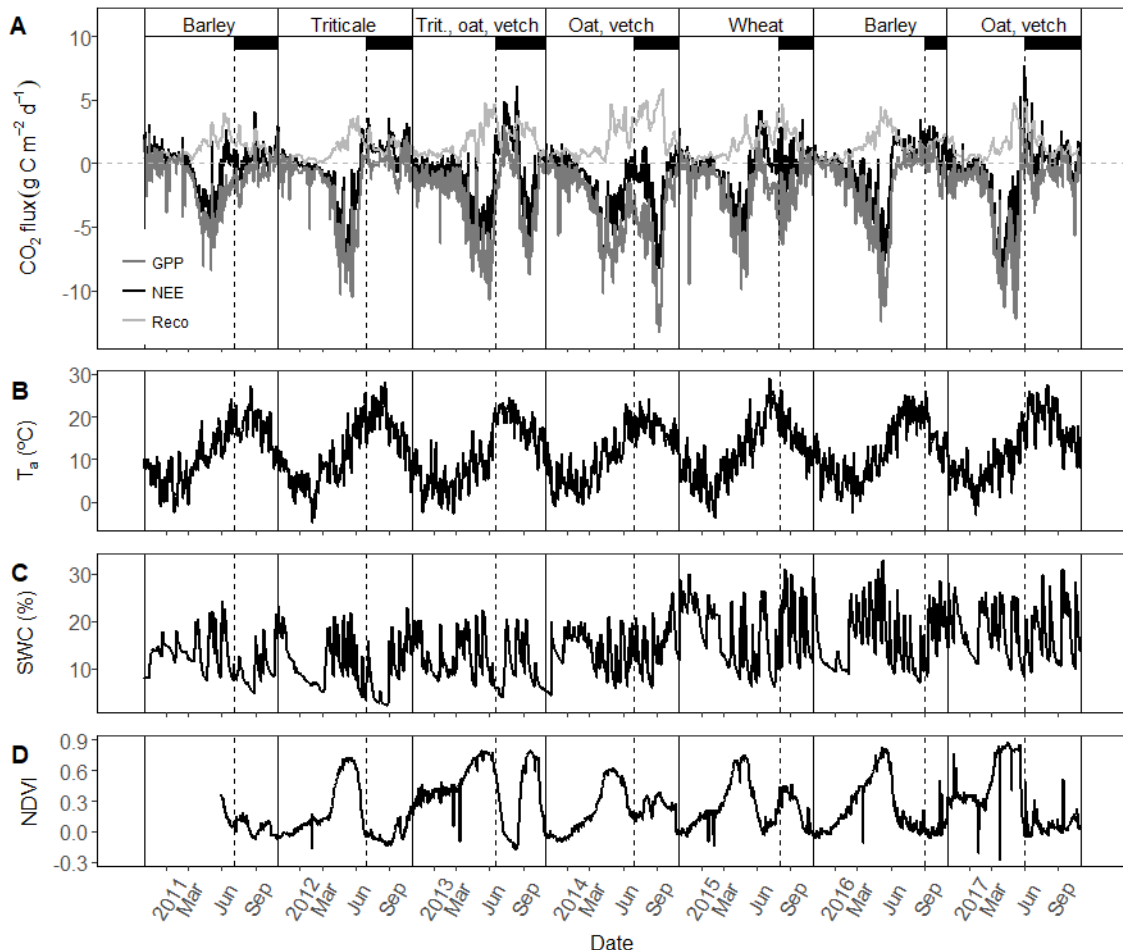 A
Barley Triticale Trit., oat, vetch Oat, vetch Wheat Barley Oat, vetch
10
5
0
-5
-10
CO2 flux (g C m−2 d−1)
GPP
NEE
Reco
B
30
20
10
0
Ta (ºC)
C
30
20
10
SWC (%)
D
0.9
0.6
0.3
0.0
-0.3
NDVI
2011 Mar Jun Sep 2012 Mar Jun Sep 2013 Mar Jun Sep 2014 Mar Jun Sep 2015 Mar Jun Sep 2016 Mar Jun Sep 2017 Mar Jun Sep
Date